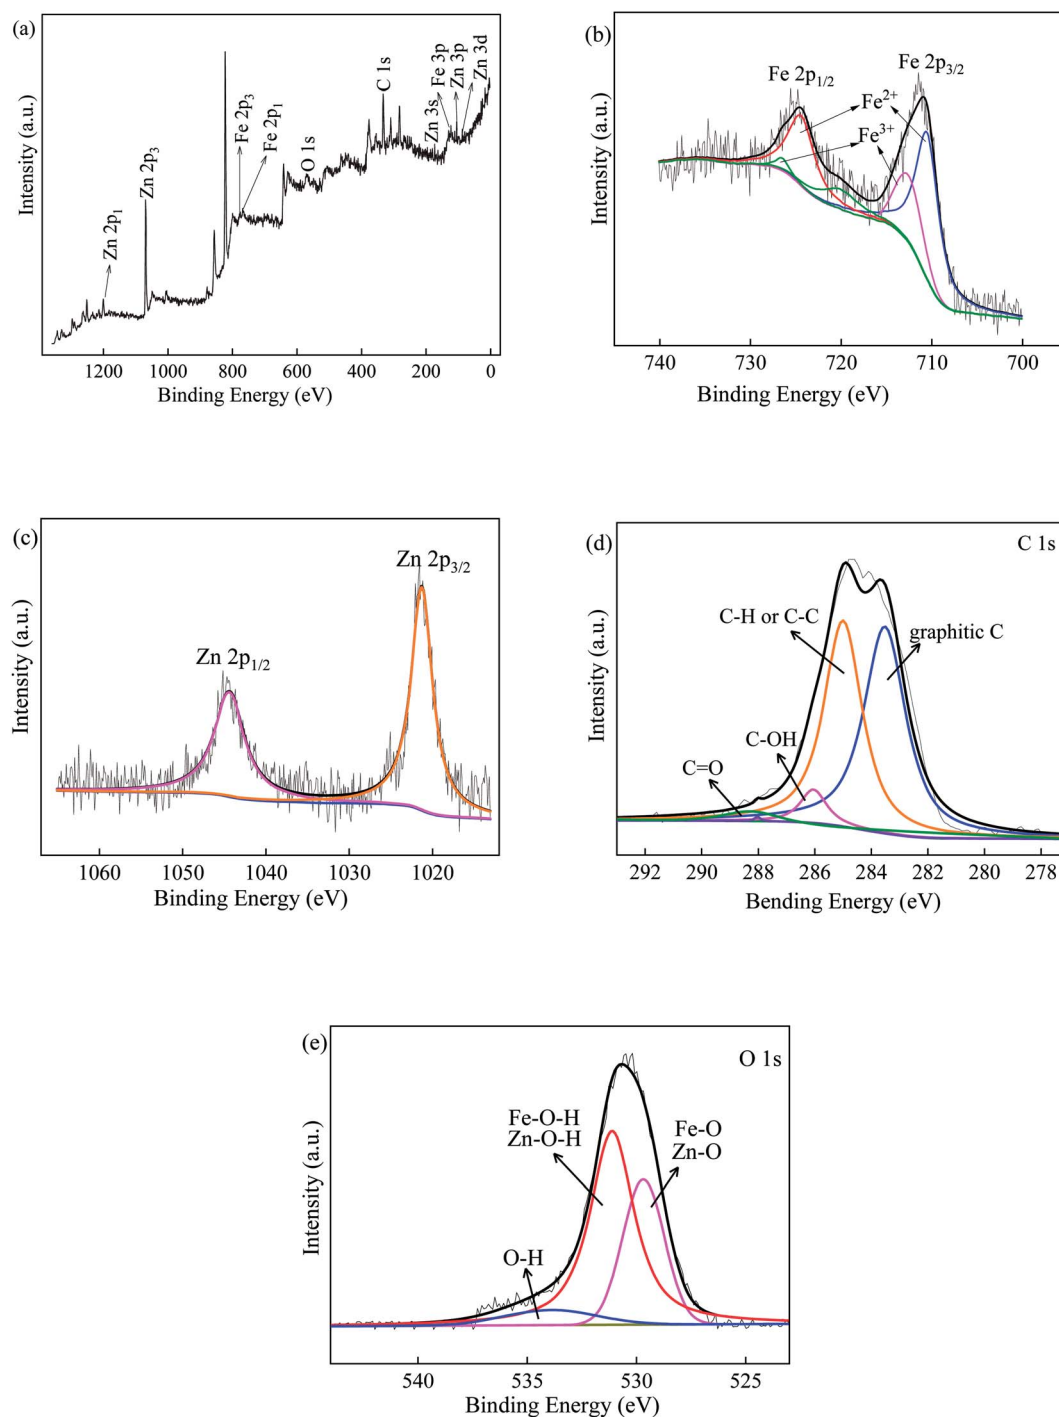 (a)
Intensity (a.u.)
Zn 2p₁
Zn 2p₃
Fe 2p₃
Fe 2p₁
O 1s
C 1s
Zn 3s
Fe 3p
Zn 3p
Zn 3d
1200 1000 800 600 400 200 0
Binding Energy (eV)
(b)
Intensity (a.u.)
Fe 2p₁/₂
Fe 2p₃/₂
Fe²⁺
Fe³⁺
740 730 720 710 700
Binding Energy (eV)
(c)
Intensity (a.u.)
Zn 2p₁/₂
Zn 2p₃/₂
1060 1050 1040 1030 1020
Binding Energy (eV)
(d)
C 1s
Intensity (a.u.)
C-H or C-C
graphitic C
C-OH
C=O
292 290 288 286 284 282 280 278
Bending Energy (eV)
(e)
O 1s
Intensity (a.u.)
Fe-O-H
Zn-O-H
Fe-O
Zn-O
O-H
540 535 530 525
Binding Energy (eV)